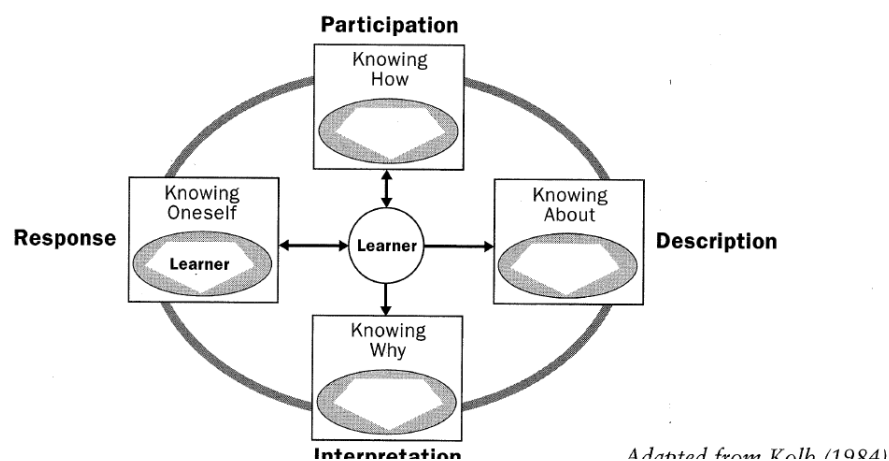 Participation
Knowing
How
Knowing
Oneself
Knowing
About
Response
Learner
Learner
Description
Knowing
Why
Interpretation
Adapted from Kolb (1984)